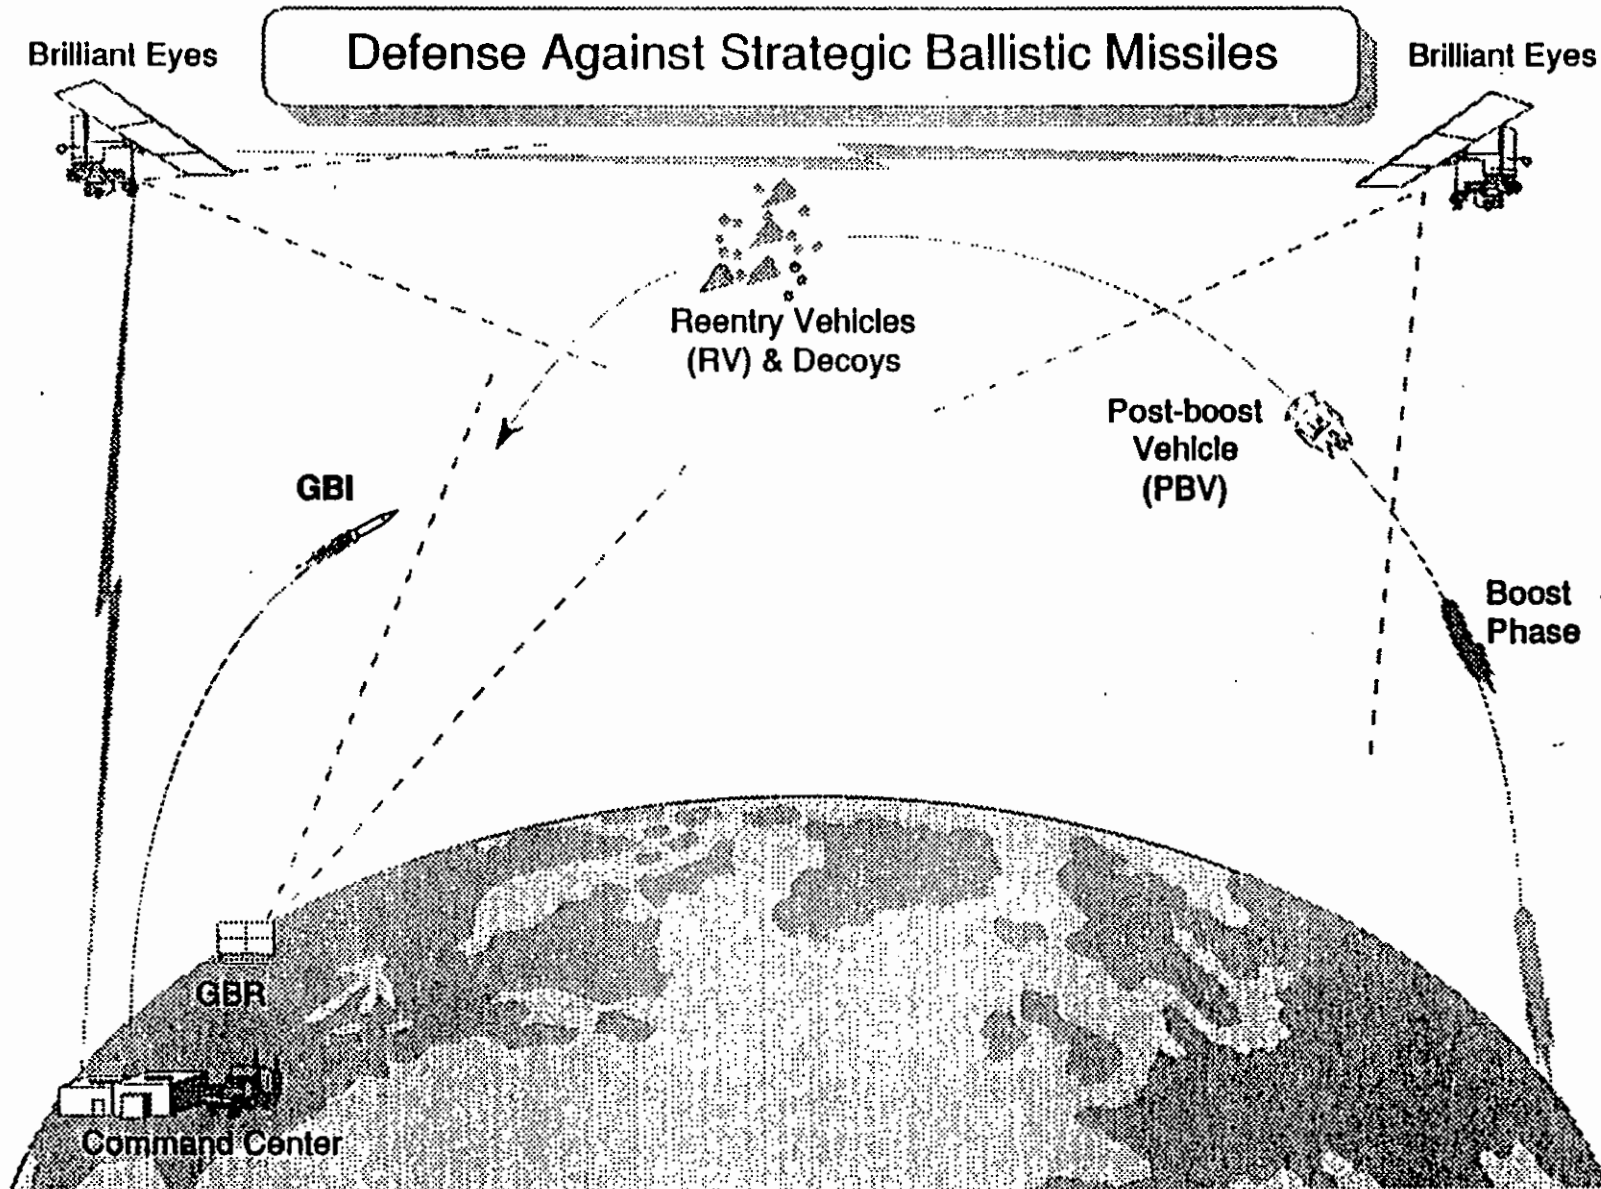 Defense Against Strategic Ballistic Missiles
Brilliant Eyes
Brilliant Eyes
Reentry Vehicles
(RV) & Decoys
Post-boost
Vehicle
(PBV)
GBI
Boost
Phase
GBR
Command Center